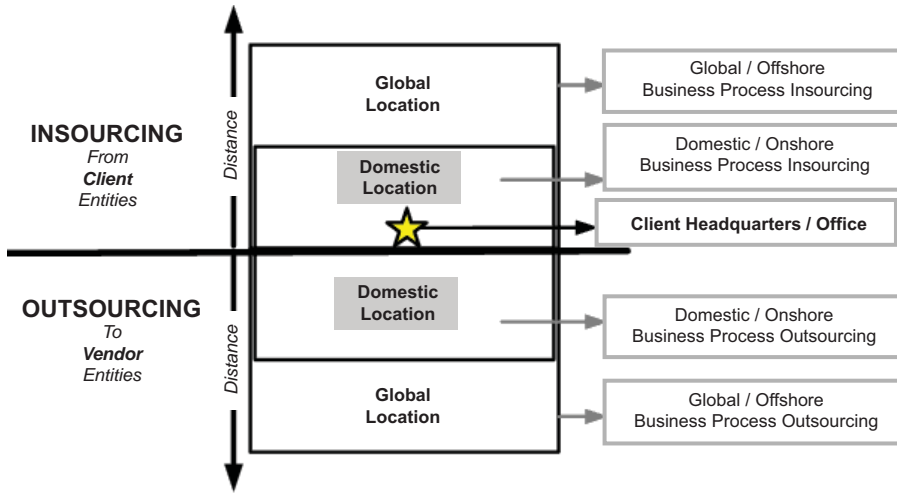 INSOURCING
From
Client
Entities
Distance
Global
Location
Global / Offshore
Business Process Insourcing
Domestic
Location
Domestic / Onshore
Business Process Insourcing
Client Headquarters / Office
OUTSOURCING
To
Vendor
Entities
Distance
Domestic
Location
Domestic / Onshore
Business Process Outsourcing
Global
Location
Global / Offshore
Business Process Outsourcing